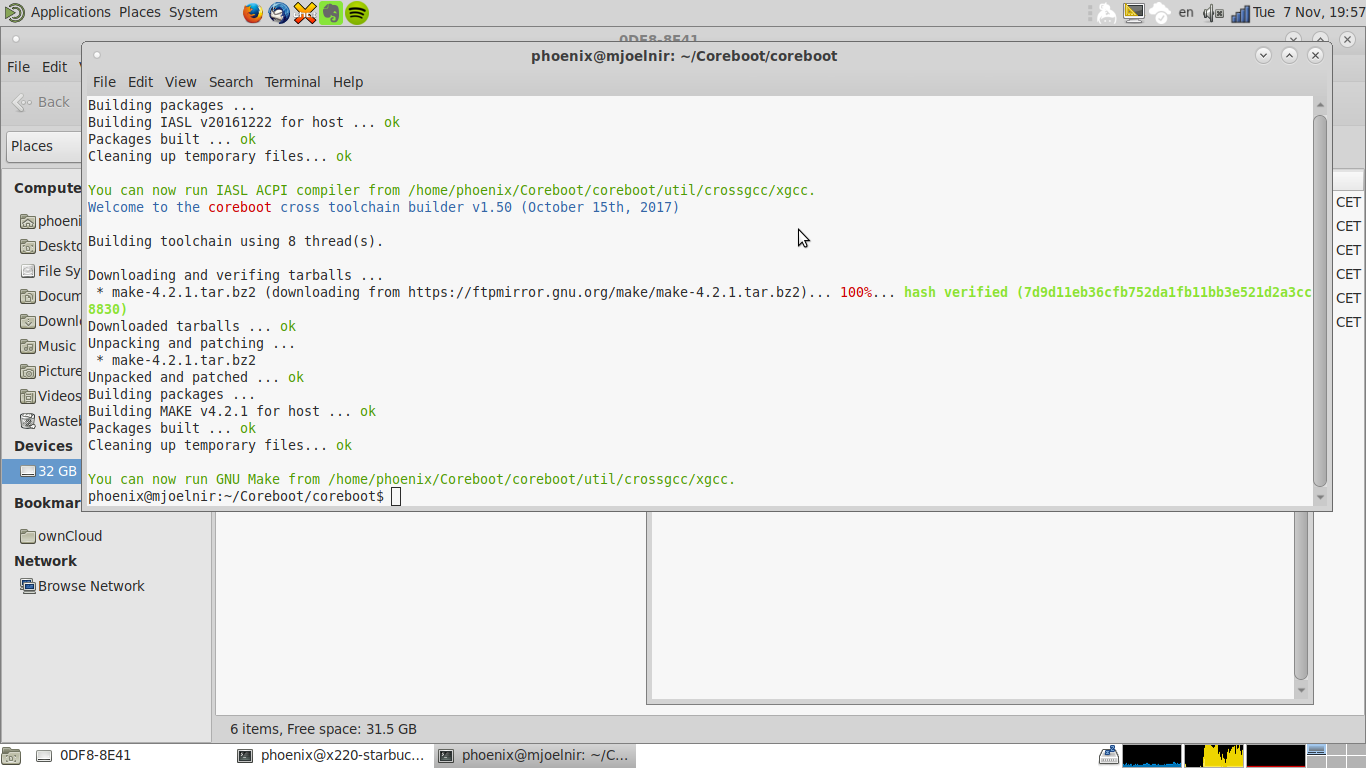 Applications Places System en Tue 7 Nov, 19:57
0DF8-8E41
File Edit
Back
Places
phoenix@mjoelnir: ~/Coreboot/coreboot
File Edit View Search Terminal Help
Building packages ...
Building IASL v20161222 for host ... ok
Packages built ... ok
Cleaning up temporary files... ok
You can now run IASL ACPI compiler from /home/phoenix/Coreboot/coreboot/util/crossgcc/xgcc.
Welcome to the coreboot cross toolchain builder v1.50 (October 15th, 2017)
Building toolchain using 8 thread(s).
Downloading and verifing tarballs ...
* make-4.2.1.tar.bz2 (downloading from https://ftpmirror.gnu.org/make/make-4.2.1.tar.bz2)... 100%... hash verified (7d9d11eb36cfb752da1fb11bb3e521d2a3cc
8830)
Downloaded tarballs ... ok
Unpacking and patching ...
* make-4.2.1.tar.bz2
Unpacked and patched ... ok
Building packages ...
Building MAKE v4.2.1 for host ... ok
Packages built ... ok
Cleaning up temporary files... ok
You can now run GNU Make from /home/phoenix/Coreboot/coreboot/util/crossgcc/xgcc.
phoenix@mjoelnir:~/Coreboot/coreboot$
Compute
phoeni
Deskto
File Sy
Docum
Downl
Music
Picture
Videos
Wasteb
Devices
32 GB
Bookmar
ownCloud
Network
Browse Network
CET
CET
CET
CET
CET
CET
6 items, Free space: 31.5 GB
0DF8-8E41 phoenix@x220-starbuc... phoenix@mjoelnir: ~/C...